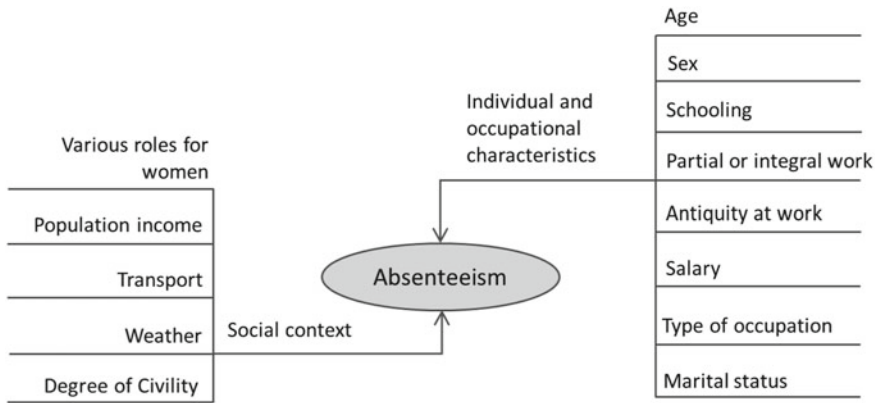 Various roles for
women
Population income
Transport
Weather
Degree of Civility
Social context
Absenteeism
Individual and
occupational
characteristics
Age
Sex
Schooling
Partial or integral work
Antiquity at work
Salary
Type of occupation
Marital status